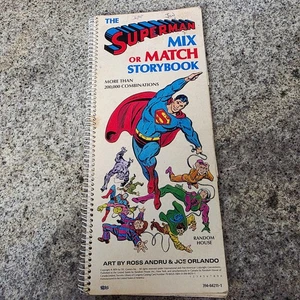 THE
SUPERMAN
MIX
OR MATCH
STORYBOOK
MORE THAN
200,000 COMBINATIONS
RANDOM
HOUSE
ART BY ROSS ANDRU & JOE ORLANDO